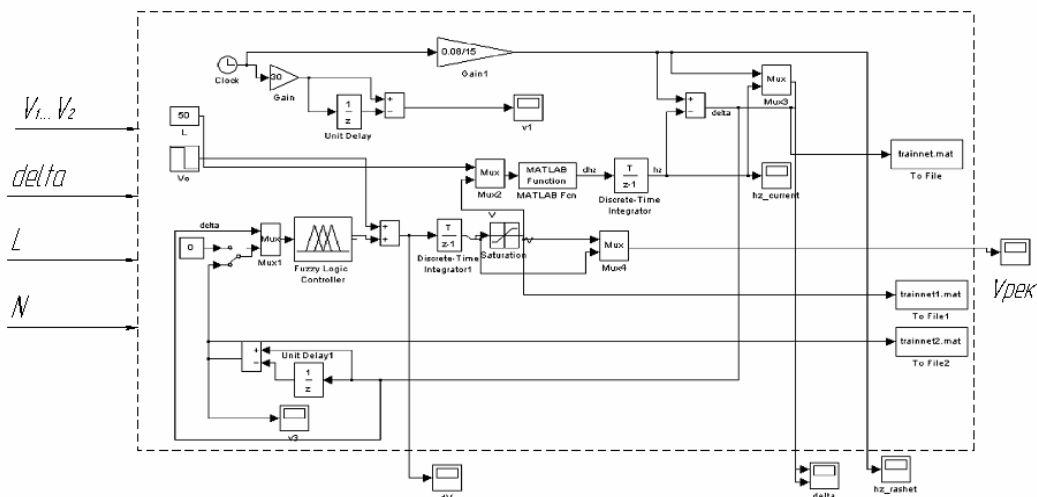 V₁... V₂
delta
L
N
Clock
30
Gain
0.08/15
Gain1
1
z
Unit Delay
+
−
v1
50
L
Vo
delta
0
Mux
Mux1
Fuzzy Logic
Controller
+
+
T
z-1
Discrete-Time
Integrator1
V
Saturation
Mux
Mux2
MATLAB
Function
MATLAB Fcn
dhz
T
z-1
Discrete-Time
Integrator
hz
+
−
delta
Mux
Mux3
hz_current
Mux
Mux4
trainnet.mat
To File
Vрек
trainnet1.mat
To File1
trainnet2.mat
To File2
+
−
Unit Delay1
1
z
v3
delta
hz_rashet